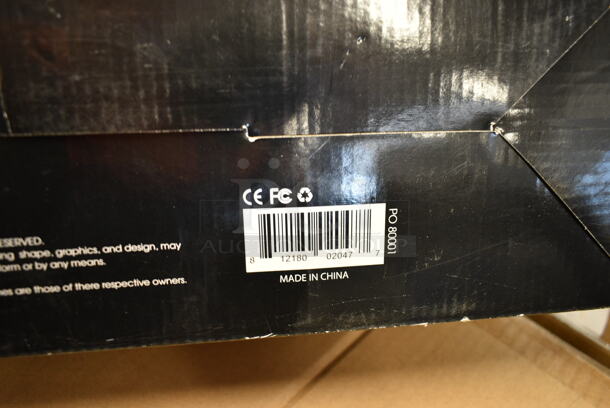 ESERVED.
ng shape, graphics, and design, may
form or by any means.
es are those of there respective owners.
CE FC
8 12180 02047 7
PO 80001
MADE IN CHINA